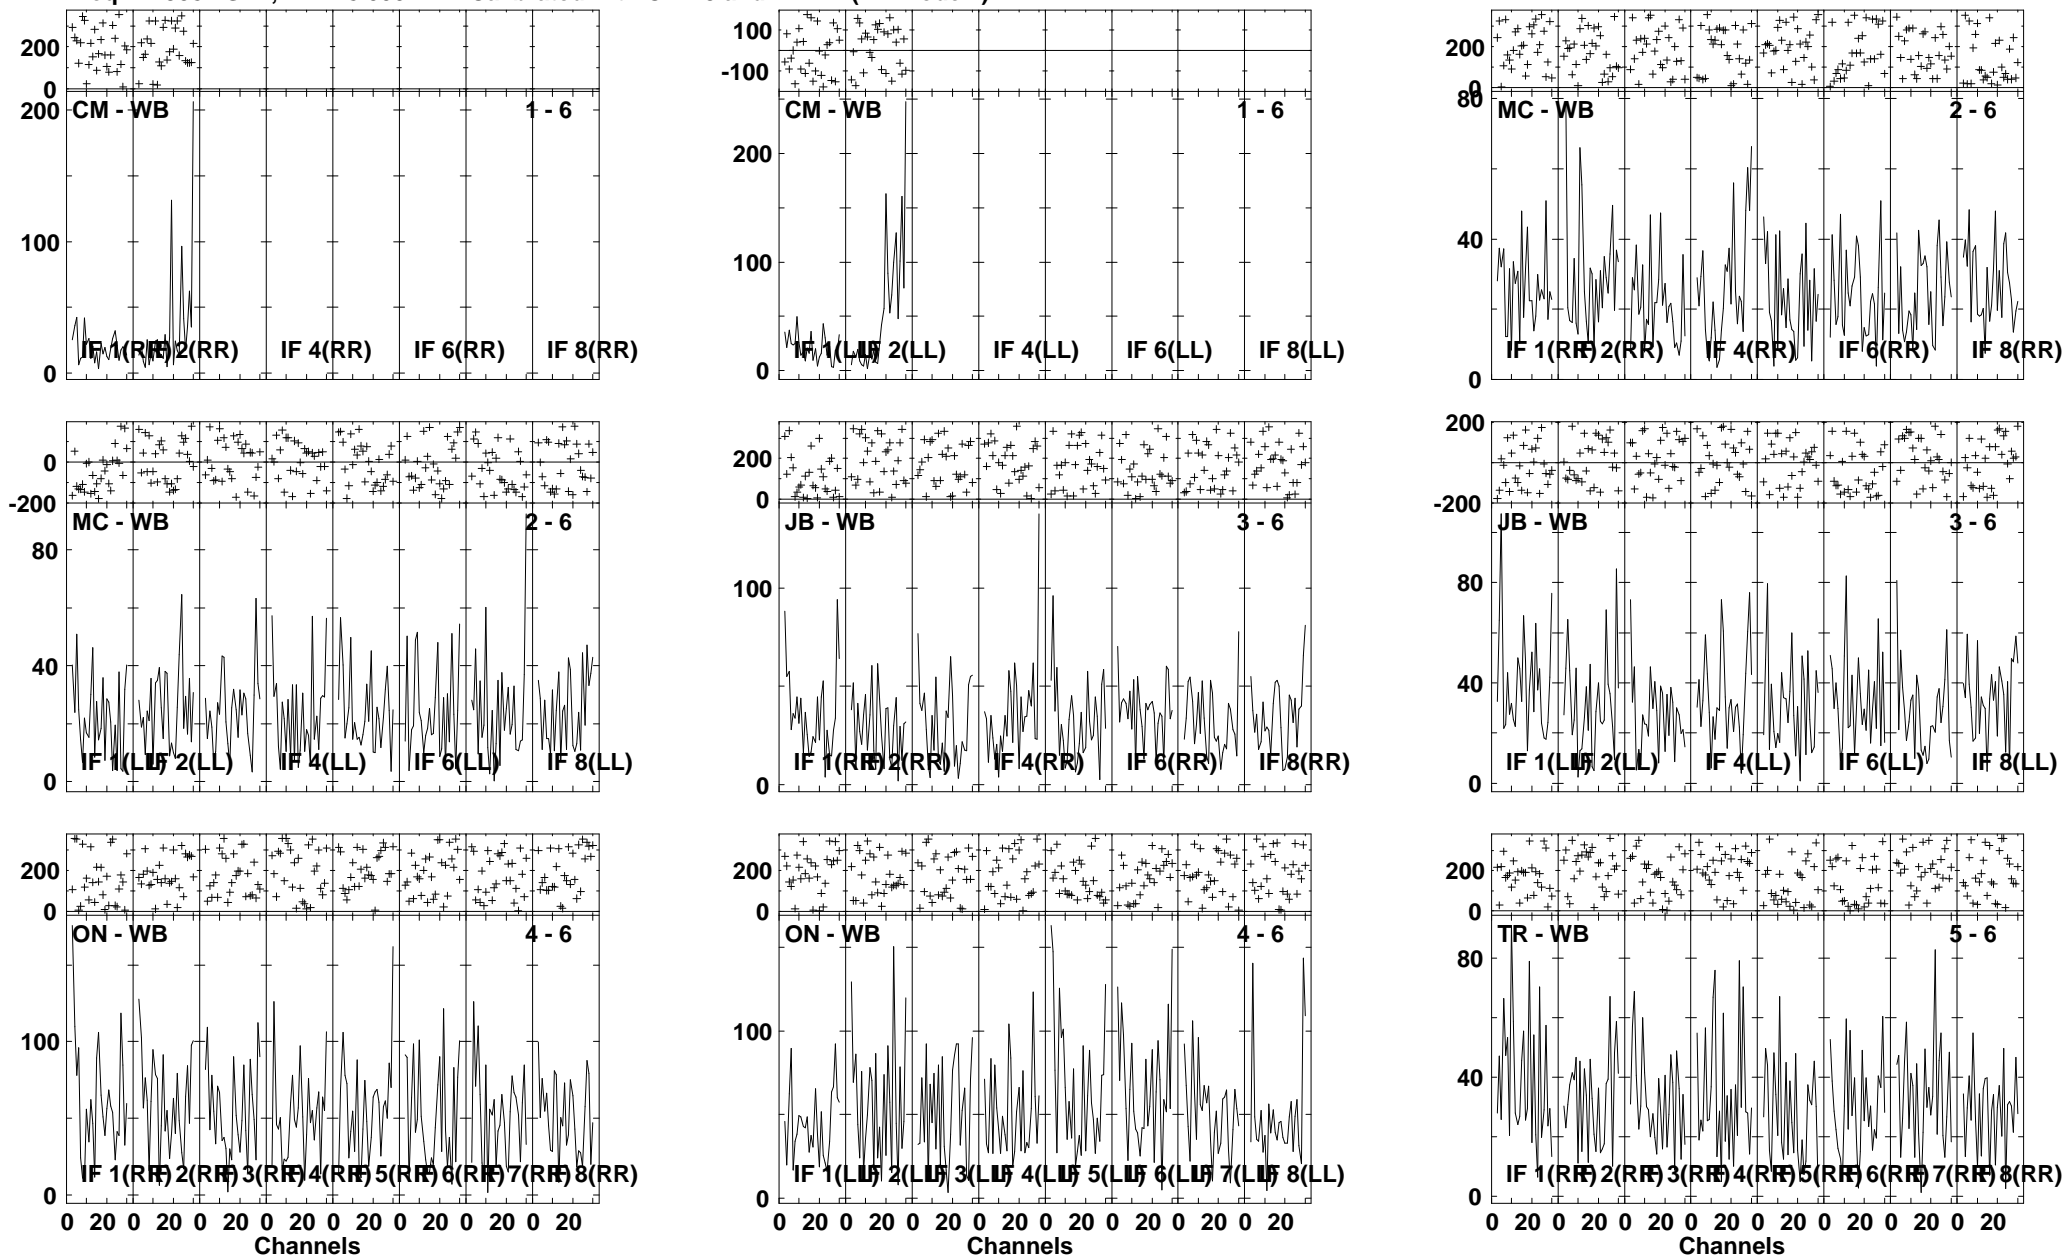 200
0
100
-100
200
0
CM - WB 1 - 6
200
100
0
IF 1(RR) IF 2(RR) IF 4(RR) IF 6(RR) IF 8(RR)
CM - WB 1 - 6
200
100
0
IF 1(LL) IF 2(LL) IF 4(LL) IF 6(LL) IF 8(LL)
MC - WB 2 - 6
80
40
0
IF 1(RR) IF 2(RR) IF 4(RR) IF 6(RR) IF 8(RR)
0
-200
200
0
200
-200
MC - WB 2 - 6
80
40
0
IF 1(LL) IF 2(LL) IF 4(LL) IF 6(LL) IF 8(LL)
JB - WB 3 - 6
100
0
IF 1(RR) IF 2(RR) IF 4(RR) IF 6(RR) IF 8(RR)
JB - WB 3 - 6
80
40
0
IF 1(LL) IF 2(LL) IF 4(LL) IF 6(LL) IF 8(LL)
200
0
200
0
200
0
ON - WB 4 - 6
100
0
IF 1(RR) IF 2(RR) IF 3(RR) IF 4(RR) IF 5(RR) IF 6(RR) IF 7(RR) IF 8(RR)
0 20 0 20 0 20 0 20 0 20 0 20 0 20 0 20
Channels
ON - WB 4 - 6
100
0
IF 1(LL) IF 2(LL) IF 3(LL) IF 4(LL) IF 5(LL) IF 6(LL) IF 7(LL) IF 8(LL)
0 20 0 20 0 20 0 20 0 20 0 20 0 20 0 20
Channels
TR - WB 5 - 6
80
40
0
IF 1(RR) IF 2(RR) IF 3(RR) IF 4(RR) IF 5(RR) IF 6(RR) IF 7(RR) IF 8(RR)
0 20 0 20 0 20 0 20 0 20 0 20 0 20 0 20
Channels